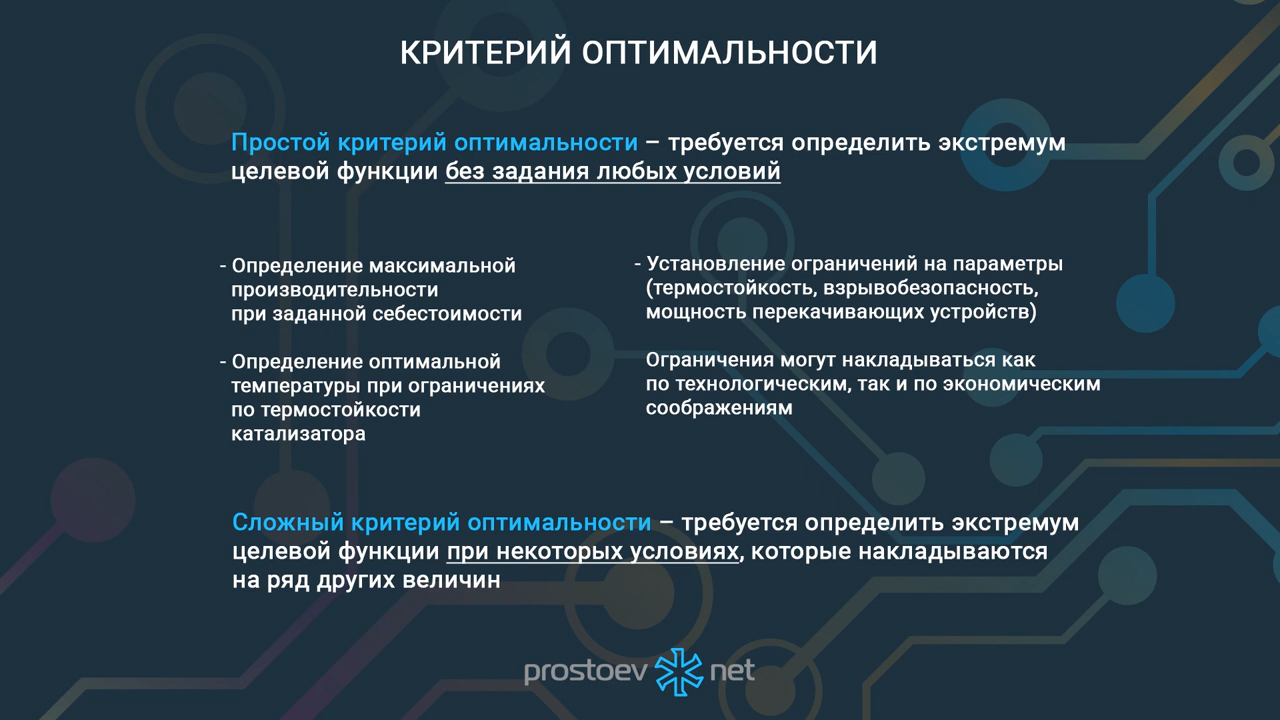 КРИТЕРИЙ ОПТИМАЛЬНОСТИ
Простой критерий оптимальности – требуется определить экстремум
целевой функции без задания любых условий
- Определение максимальной
производительности
при заданной себестоимости
- Определение оптимальной
температуры при ограничениях
по термостойкости
катализатора
- Установление ограничений на параметры
(термостойкость, взрывобезопасность,
мощность перекачивающих устройств)
Ограничения могут накладываться как
по технологическим, так и по экономическим
соображениям
Сложный критерий оптимальности – требуется определить экстремум
целевой функции при некоторых условиях, которые накладываются
на ряд других величин
prostoev net